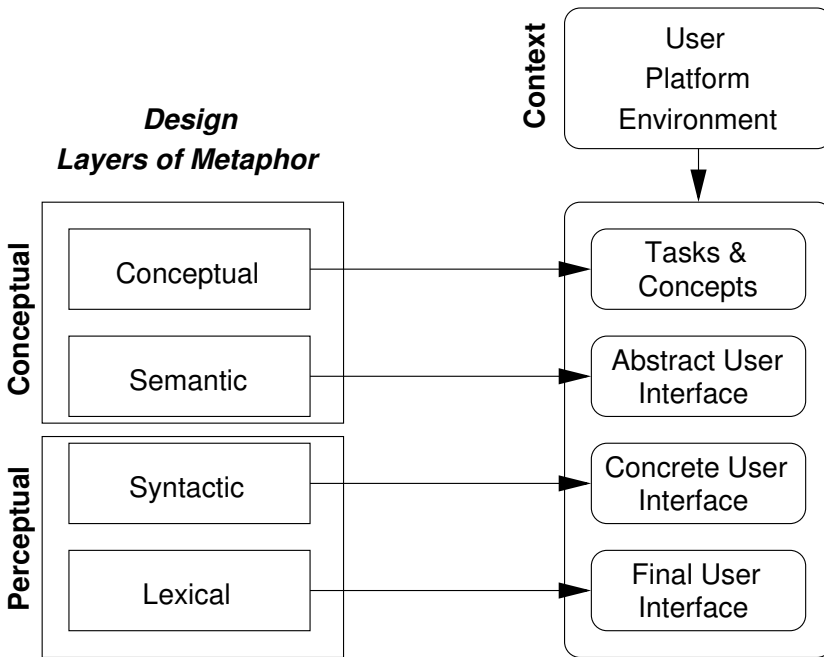 Context
User
Platform
Environment
Design
Layers of Metaphor
Conceptual
Conceptual
Semantic
Perceptual
Syntactic
Lexical
Tasks &
Concepts
Abstract User
Interface
Concrete User
Interface
Final User
Interface